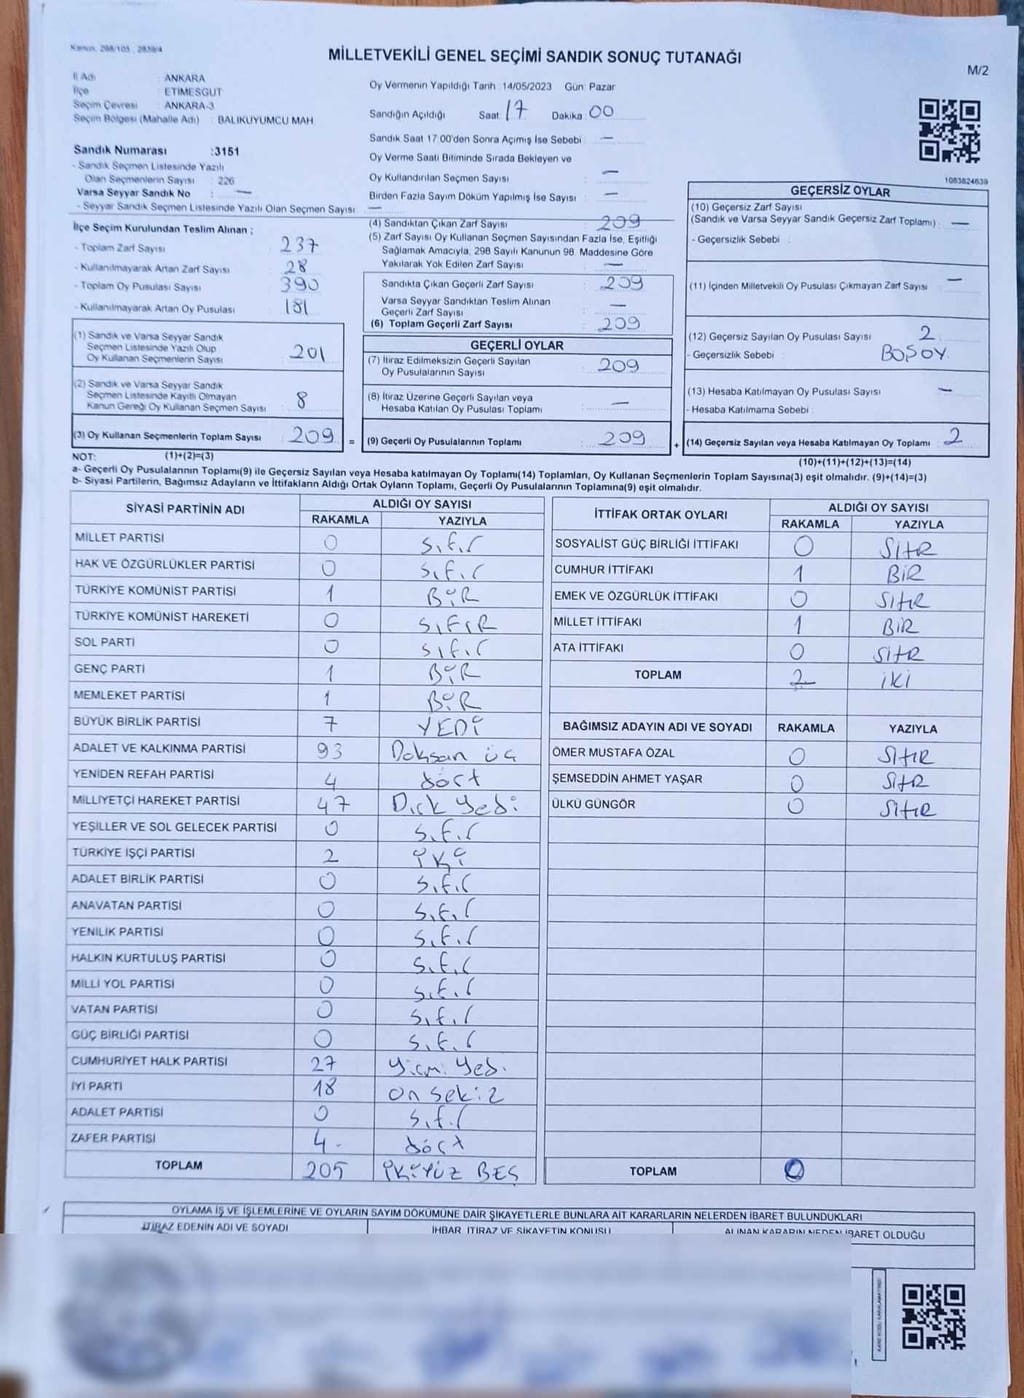 Kanun: 298/105 , 2839/4
MİLLETVEKİLİ GENEL SEÇİMİ SANDIK SONUÇ TUTANAĞI
M/2
İl Adı : ANKARA
İlçe : ETİMESGUT
Seçim Çevresi : ANKARA-3
Seçim Bölgesi (Mahalle Adı) : BALIKUYUMCU MAH
Sandık Numarası :3151
- Sandık Seçmen Listesinde Yazılı
Olan Seçmenlerin Sayısı : 226
Varsa Seyyar Sandık No : —
- Seyyar Sandık Seçmen Listesinde Yazılı Olan Seçmen Sayısı : —
İlçe Seçim Kurulundan Teslim Alınan ;
- Toplam Zarf Sayısı 237
- Kullanılmayarak Artan Zarf Sayısı 28
- Toplam Oy Pusulası Sayısı 390
- Kullanılmayarak Artan Oy Pusulası 181
(1) Sandık ve Varsa Seyyar Sandık
Seçmen Listesinde Yazılı Olup
Oy Kullanan Seçmenlerin Sayısı 201
(2) Sandık ve Varsa Seyyar Sandık
Seçmen Listesinde Kayıtlı Olmayan
Kanun Gereği Oy Kullanan Seçmen Sayısı 8
(3) Oy Kullanan Seçmenlerin Toplam Sayısı 209 =
Oy Vermenin Yapıldığı Tarih : 14/05/2023 Gün: Pazar
Sandığın Açıldığı Saat: 17 Dakika: 00
Sandık Saat 17:00'den Sonra Açılmış İse Sebebi : —
Oy Verme Saati Bitiminde Sırada Bekleyen ve
Oy Kullandırılan Seçmen Sayısı : —
Birden Fazla Sayım Döküm Yapılmış İse Sayısı : —
(4) Sandıktan Çıkan Zarf Sayısı : 209
(5) Zarf Sayısı Oy Kullanan Seçmen Sayısından Fazla İse, Eşitliği
Sağlamak Amacıyla, 298 Sayılı Kanunun 98. Maddesine Göre
Yakılarak Yok Edilen Zarf Sayısı : —
Sandıkta Çıkan Geçerli Zarf Sayısı : 209
Varsa Seyyar Sandıktan Teslim Alınan
Geçerli Zarf Sayısı : —
(6) Toplam Geçerli Zarf Sayısı : 209
GEÇERLİ OYLAR
(7) İtiraz Edilmeksizin Geçerli Sayılan
Oy Pusulalarının Sayısı : 209
(8) İtiraz Üzerine Geçerli Sayılan veya
Hesaba Katılan Oy Pusulası Toplamı : —
(9) Geçerli Oy Pusulalarının Toplamı : 209 +
1083824639
GEÇERSİZ OYLAR
(10) Geçersiz Zarf Sayısı
(Sandık ve Varsa Seyyar Sandık Geçersiz Zarf Toplamı) : —
- Geçersizlik Sebebi :
(11) İçinden Milletvekili Oy Pusulası Çıkmayan Zarf Sayısı : —
(12) Geçersiz Sayılan Oy Pusulası Sayısı : 2
- Geçersizlik Sebebi : BOŞOY
(13) Hesaba Katılmayan Oy Pusulası Sayısı : —
- Hesaba Katılmama Sebebi :
(14) Geçersiz Sayılan veya Hesaba Katılmayan Oy Toplamı : 2
NOT: (1)+(2)=(3)
(10)+(11)+(12)+(13)=(14)
a- Geçerli Oy Pusulalarının Toplamı(9) ile Geçersiz Sayılan veya Hesaba katılmayan Oy Toplamı(14) Toplamları, Oy Kullanan Seçmenlerin Toplam Sayısına(3) eşit olmalıdır. (9)+(14)=(3)
b- Siyasi Partilerin, Bağımsız Adayların ve İttifakların Aldığı Ortak Oyların Toplamı, Geçerli Oy Pusulalarının Toplamına(9) eşit olmalıdır.
SİYASİ PARTİNİN ADI ALDIĞI OY SAYISI
RAKAMLA YAZIYLA
MİLLET PARTİSİ 0 sıfır
HAK VE ÖZGÜRLÜKLER PARTİSİ 0 sıfır
TÜRKİYE KOMÜNİST PARTİSİ 1 BİR
TÜRKİYE KOMÜNİST HAREKETİ 0 SIFIR
SOL PARTİ 0 sıfır
GENÇ PARTİ 1 BİR
MEMLEKET PARTİSİ 1 BİR
BÜYÜK BİRLİK PARTİSİ 7 YEDİ
ADALET VE KALKINMA PARTİSİ 93 Doksan üç
YENİDEN REFAH PARTİSİ 4 dört
MİLLİYETÇİ HAREKET PARTİSİ 47 Dırk Yedi
YEŞİLLER VE SOL GELECEK PARTİSİ 0 sıfır
TÜRKİYE İŞÇİ PARTİSİ 2 İKİ
ADALET BİRLİK PARTİSİ 0 sıfır
ANAVATAN PARTİSİ 0 sıfır
YENİLİK PARTİSİ 0 sıfır
HALKIN KURTULUŞ PARTİSİ 0 sıfır
MİLLİ YOL PARTİSİ 0 sıfır
VATAN PARTİSİ 0 sıfır
GÜÇ BİRLİĞİ PARTİSİ 0 sıfır
CUMHURİYET HALK PARTİSİ 27 yirmi yedi
İYİ PARTİ 18 on sekiz
ADALET PARTİSİ 0 sıfır
ZAFER PARTİSİ 4 dört
TOPLAM 205 İKİYÜZ BEŞ
İTTİFAK ORTAK OYLARI ALDIĞI OY SAYISI
RAKAMLA YAZIYLA
SOSYALİST GÜÇ BİRLİĞİ İTTİFAKI 0 SIFIR
CUMHUR İTTİFAKI 1 BİR
EMEK VE ÖZGÜRLÜK İTTİFAKI 0 SIFIR
MİLLET İTTİFAKI 1 BİR
ATA İTTİFAKI 0 SIFIR
TOPLAM 2 İKİ
BAĞIMSIZ ADAYIN ADI VE SOYADI RAKAMLA YAZIYLA
ÖMER MUSTAFA ÖZAL 0 SIFIR
ŞEMSEDDİN AHMET YAŞAR 0 SIFIR
ÜLKÜ GÜNGÖR 0 SIFIR
TOPLAM 0
OYLAMA İŞ VE İŞLEMLERİNE VE OYLARIN SAYIM DÖKÜMÜNE DAİR ŞİKAYETLERLE BUNLARA AİT KARARLARIN NELERDEN İBARET BULUNDUKLARI
İTİRAZ EDENİN ADI VE SOYADI İHBAR, İTİRAZ VE ŞİKAYETİN KONUSU ALINAN KARARIN NEDEN İBARET OLDUĞU